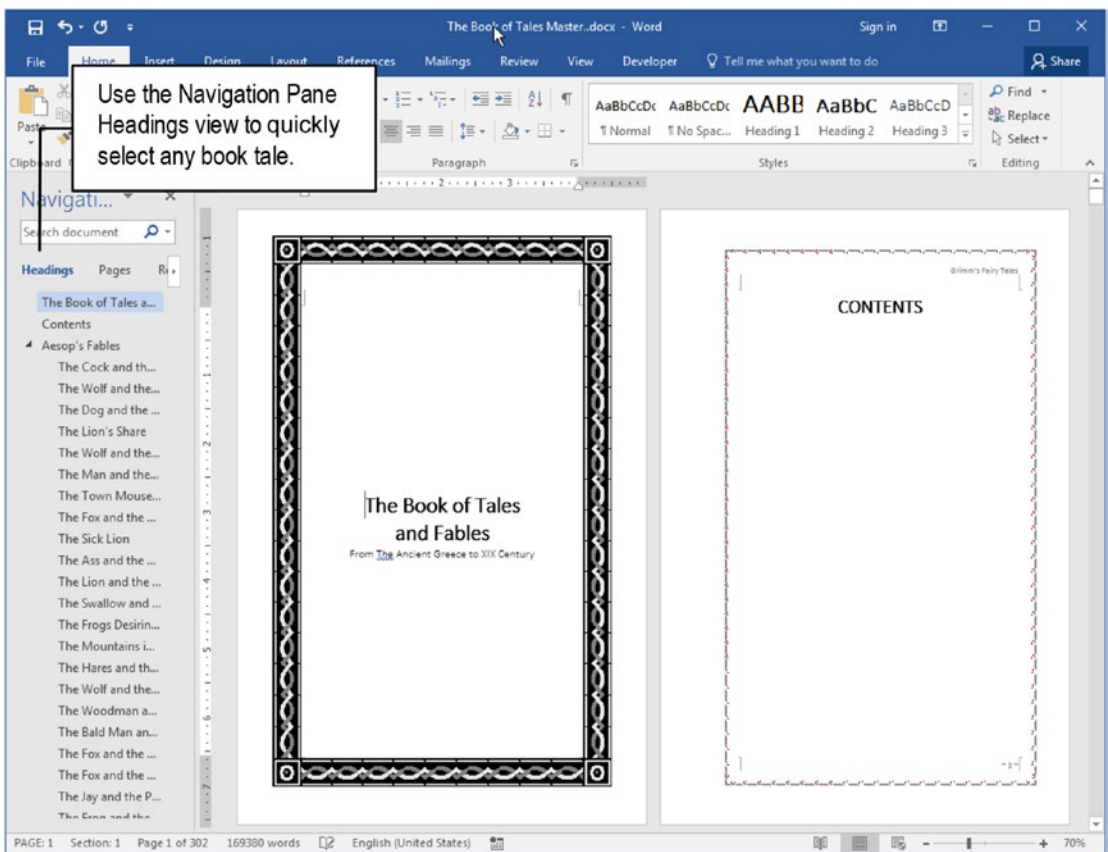 The Book of Tales Master..docx - Word
Sign in
File Home Insert Design Layout References Mailings Review View Developer Tell me what you want to do Share
Use the Navigation Pane
Headings view to quickly
select any book tale.
Paste
Clipboard
Paragraph
AaBbCcDc AaBbCcDc AABB AaBbC AaBbCcD
¶ Normal ¶ No Spac... Heading 1 Heading 2 Heading 3
Styles
Find
Replace
Select
Editing
Navigati...
Search document
Headings Pages
The Book of Tales a...
Contents
Aesop's Fables
The Cock and th...
The Wolf and the...
The Dog and the ...
The Lion's Share
The Wolf and the...
The Man and the...
The Town Mouse...
The Fox and the ...
The Sick Lion
The Ass and the ...
The Lion and the ...
The Swallow and ...
The Frogs Desirin...
The Mountains i...
The Hares and th...
The Wolf and the...
The Woodman a...
The Bald Man an...
The Fox and the ...
The Fox and the ...
The Jay and the P...
The Frog and the
The Book of Tales
and Fables
From The Ancient Greece to XIX Century
Grimm's Fairy Tales
CONTENTS
PAGE: 1 Section: 1 Page 1 of 302 169380 words English (United States) 70%